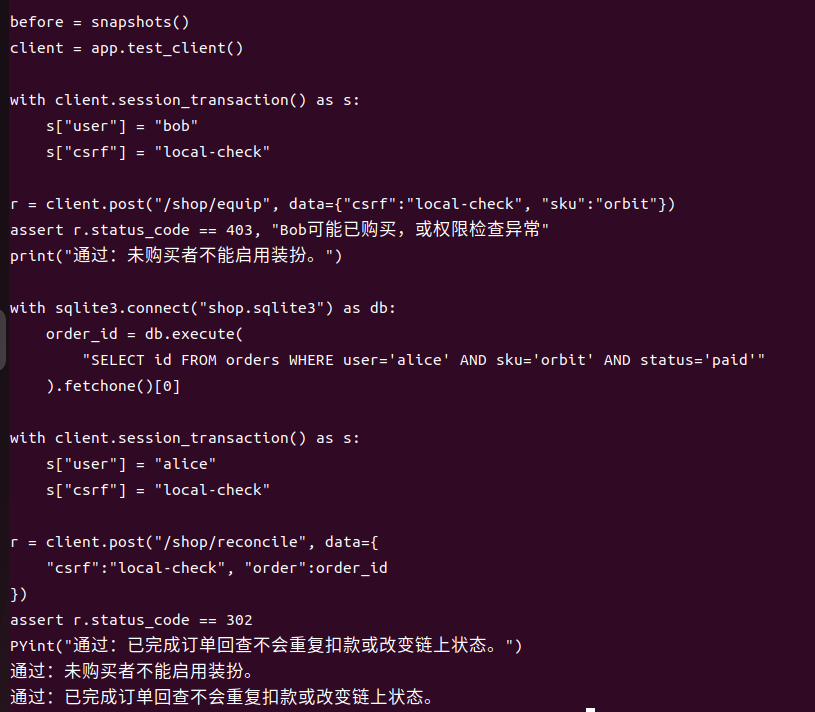 before = snapshots()
client = app.test_client()
with client.session_transaction() as s:
    s["user"] = "bob"
    s["csrf"] = "local-check"
r = client.post("/shop/equip", data={"csrf":"local-check", "sku":"orbit"})
assert r.status_code == 403, "Bob可能已购买，或权限检查异常"
print("通过：未购买者不能启用装扮。")
with sqlite3.connect("shop.sqlite3") as db:
    order_id = db.execute(
        "SELECT id FROM orders WHERE user='alice' AND sku='orbit' AND status='paid'"
    ).fetchone()[0]
with client.session_transaction() as s:
    s["user"] = "alice"
    s["csrf"] = "local-check"
r = client.post("/shop/reconcile", data={
    "csrf":"local-check", "order":order_id
})
assert r.status_code == 302
PYint("通过：已完成订单回查不会重复扣款或改变链上状态。")
通过：未购买者不能启用装扮。
通过：已完成订单回查不会重复扣款或改变链上状态。